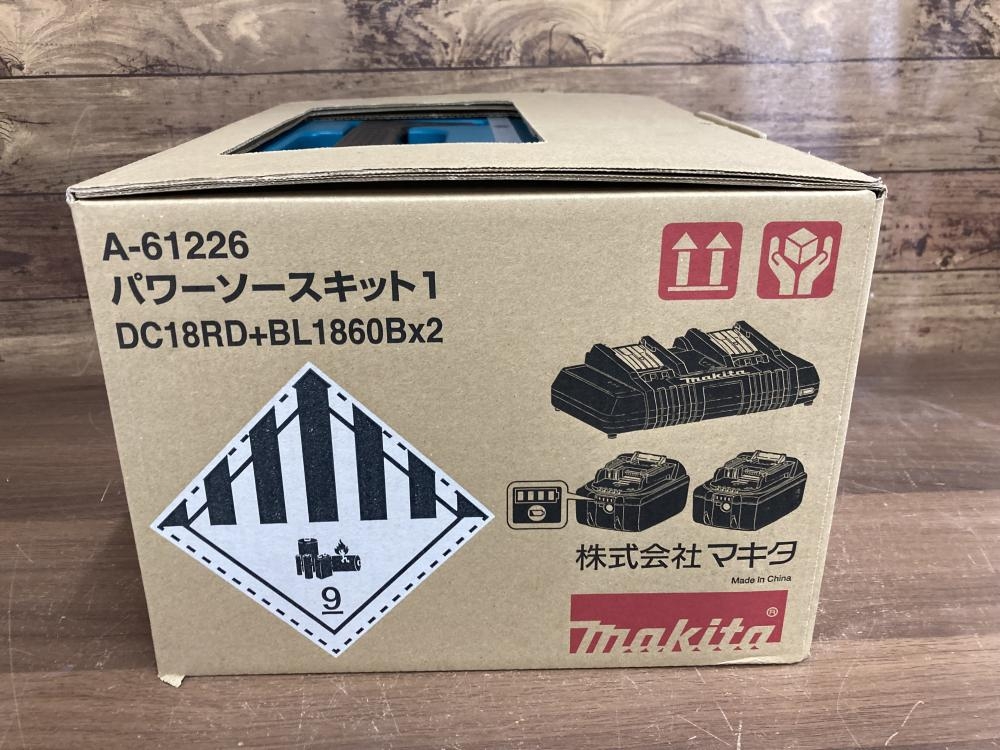 A-61226
パワーソースキット1
DC18RD+BL1860Bx2
makita
9
株式会社 マキタ
Made in China
makita®